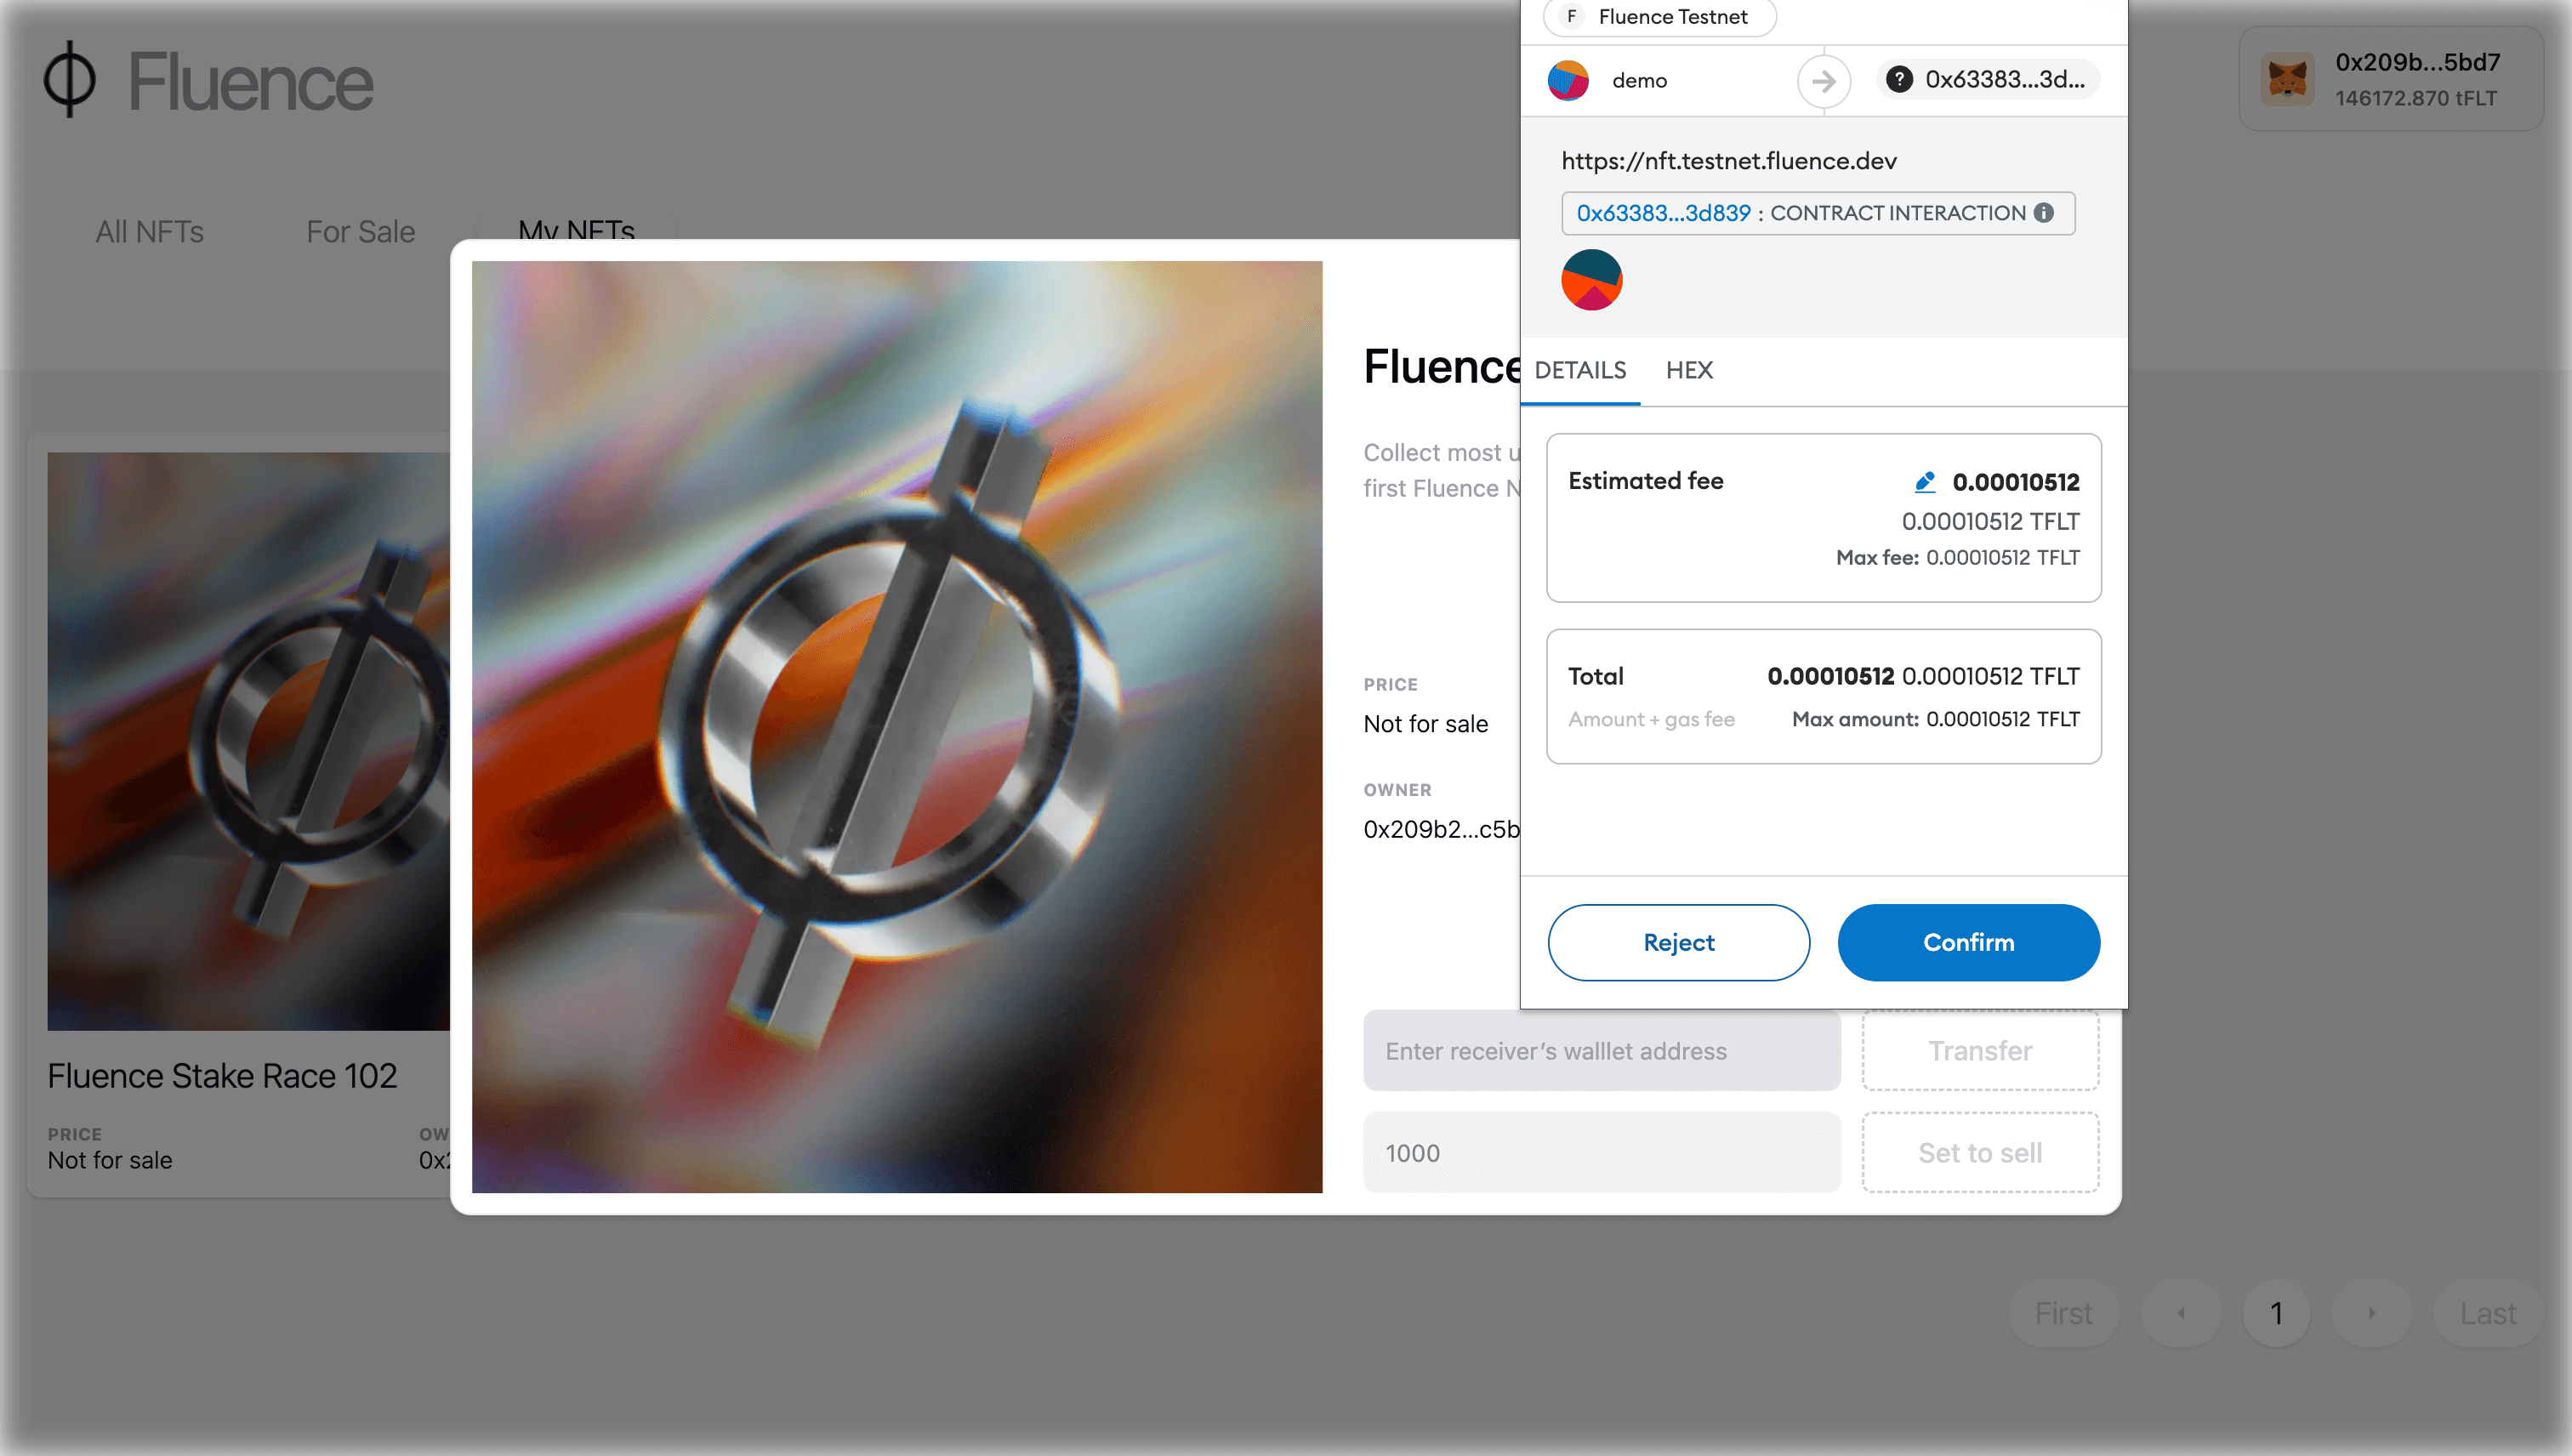 Fluence
0x209b...5bd7
146172.870 tFLT
All NFTs
For Sale
My NFTs
Fluence Stake Race 102
PRICE
Not for sale
OW
0x2
Fluence
Collect most u
first Fluence N
PRICE
Not for sale
OWNER
0x209b2...c5b
Enter receiver’s walllet address
Transfer
1000
Set to sell
F Fluence Testnet
demo
0x63383...3d...
https://nft.testnet.fluence.dev
0x63383...3d839 : CONTRACT INTERACTION
DETAILS
HEX
Estimated fee
0.00010512
0.00010512 TFLT
Max fee: 0.00010512 TFLT
Total
0.00010512 0.00010512 TFLT
Amount + gas fee
Max amount: 0.00010512 TFLT
Reject
Confirm
First
1
Last